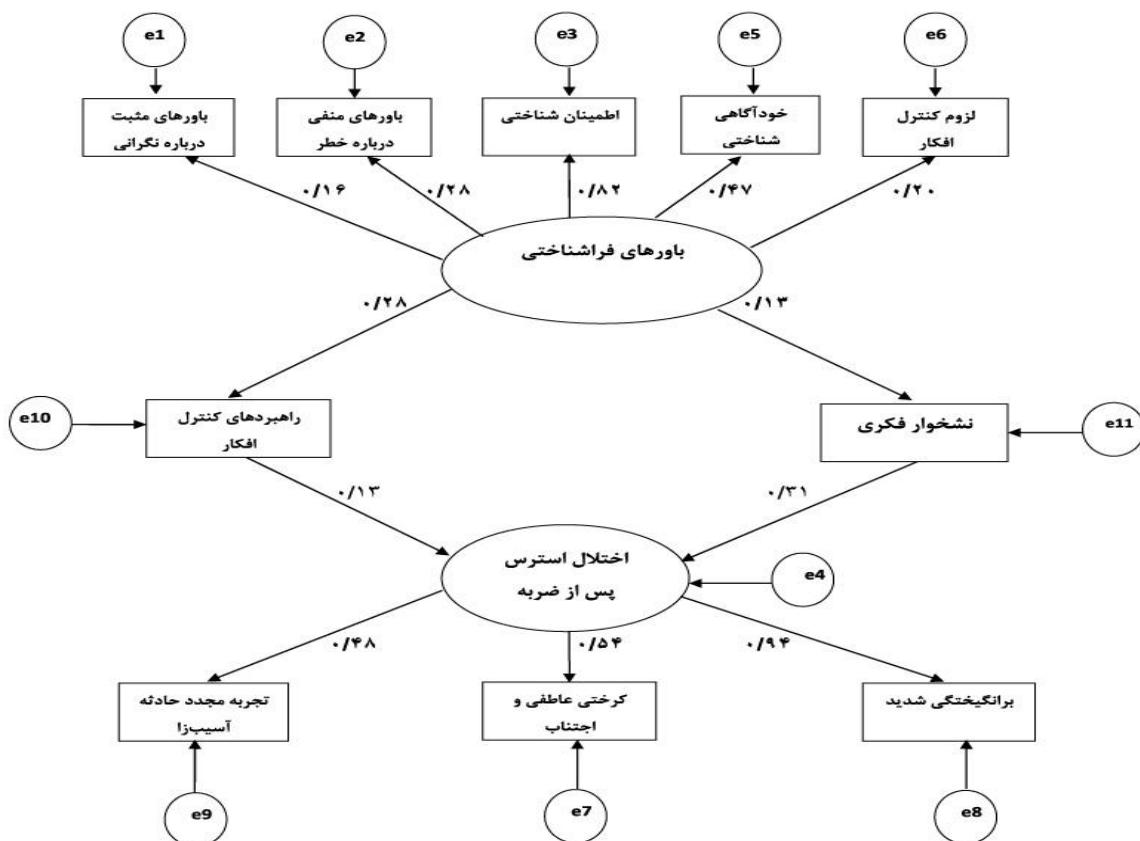 e1
e2
e3
e5
e6
باورهای مثبت
درباره نگرانی
باورهای منفی
درباره خطر
اطمینان شناختی
خودآگاهی
شناختی
لزوم کنترل
افکار
۰/۱۶
۰/۲۸
۰/۸۲
۰/۴۷
۰/۲۰
باورهای فراشناختی
۰/۲۸
۰/۱۳
e10
راهبردهای کنترل
افکار
نشخوار فکری
e11
۰/۱۳
۰/۳۱
اختلال استرس
پس از ضربه
e4
۰/۴۸
۰/۵۴
۰/۹۴
تجربه مجدد حادثه
آسیب‌زا
کرختی عاطفی و
اجتناب
برانگیختگی شدید
e9
e7
e8